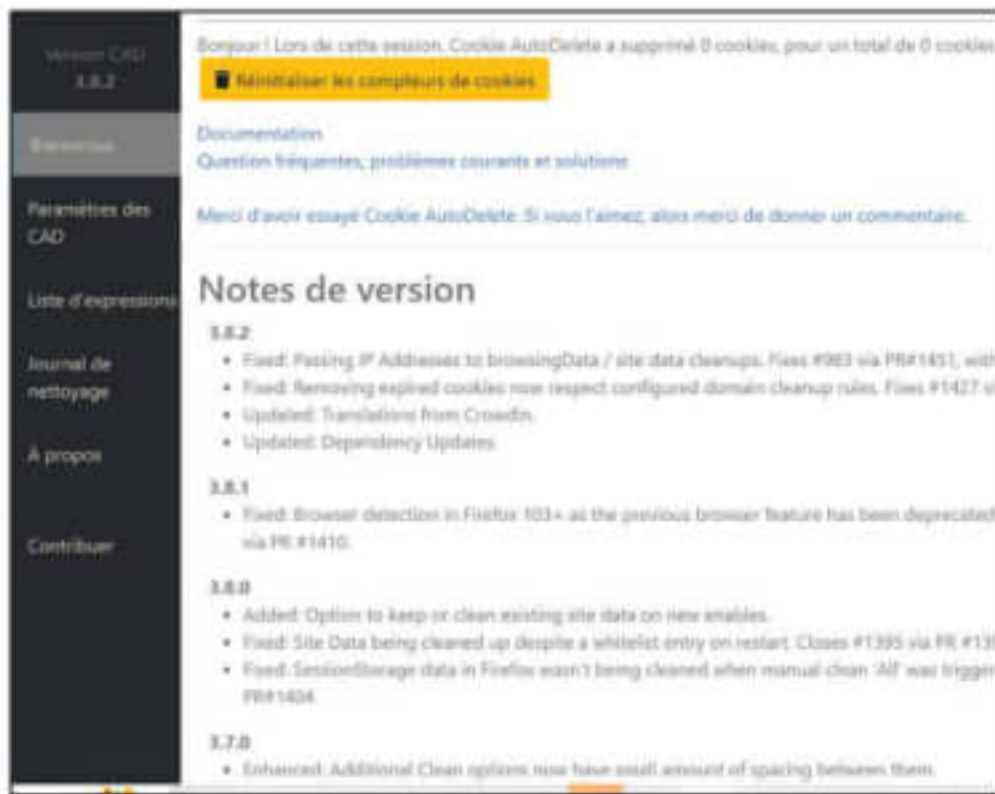 Version CAD
3.8.2
Bienvenue
Paramètres des
CAD
Liste d'expressions
Journal de
nettoyage
À propos
Contribuer
Bonjour ! Lors de cette session, Cookie AutoDelete a supprimé 0 cookies, pour un total de 0 cookies
Réinitialiser les compteurs de cookies
Documentation
Question fréquentes, problèmes courants et solutions
Merci d'avoir essayé Cookie AutoDelete. Si vous l'aimez, alors merci de donner un commentaire.
Notes de version
3.8.2
• Fixed: Passing IP Addresses to browsingData / site data cleanups. Fixes #983 via PR#1451, with
• Fixed: Removing expired cookies now respect configured domain cleanup rules. Fixes #1427 vi
• Updated: Translations from Crowdin.
• Updated: Dependency Updates
3.8.1
• Fixed: Browser detection in Firefox 103+ as the previous browser feature has been deprecated
via PR #1410.
3.8.0
• Added: Option to keep or clean existing site data on new enables.
• Fixed: Site Data being cleaned up despite a whitelist entry on restart. Closes #1395 via PR #139
• Fixed: SessionStorage data in Firefox wasn't being cleaned when manual clean 'All' was trigger
PR#1404.
3.7.0
• Enhanced: Additional Clean options now have small amount of spacing between them.